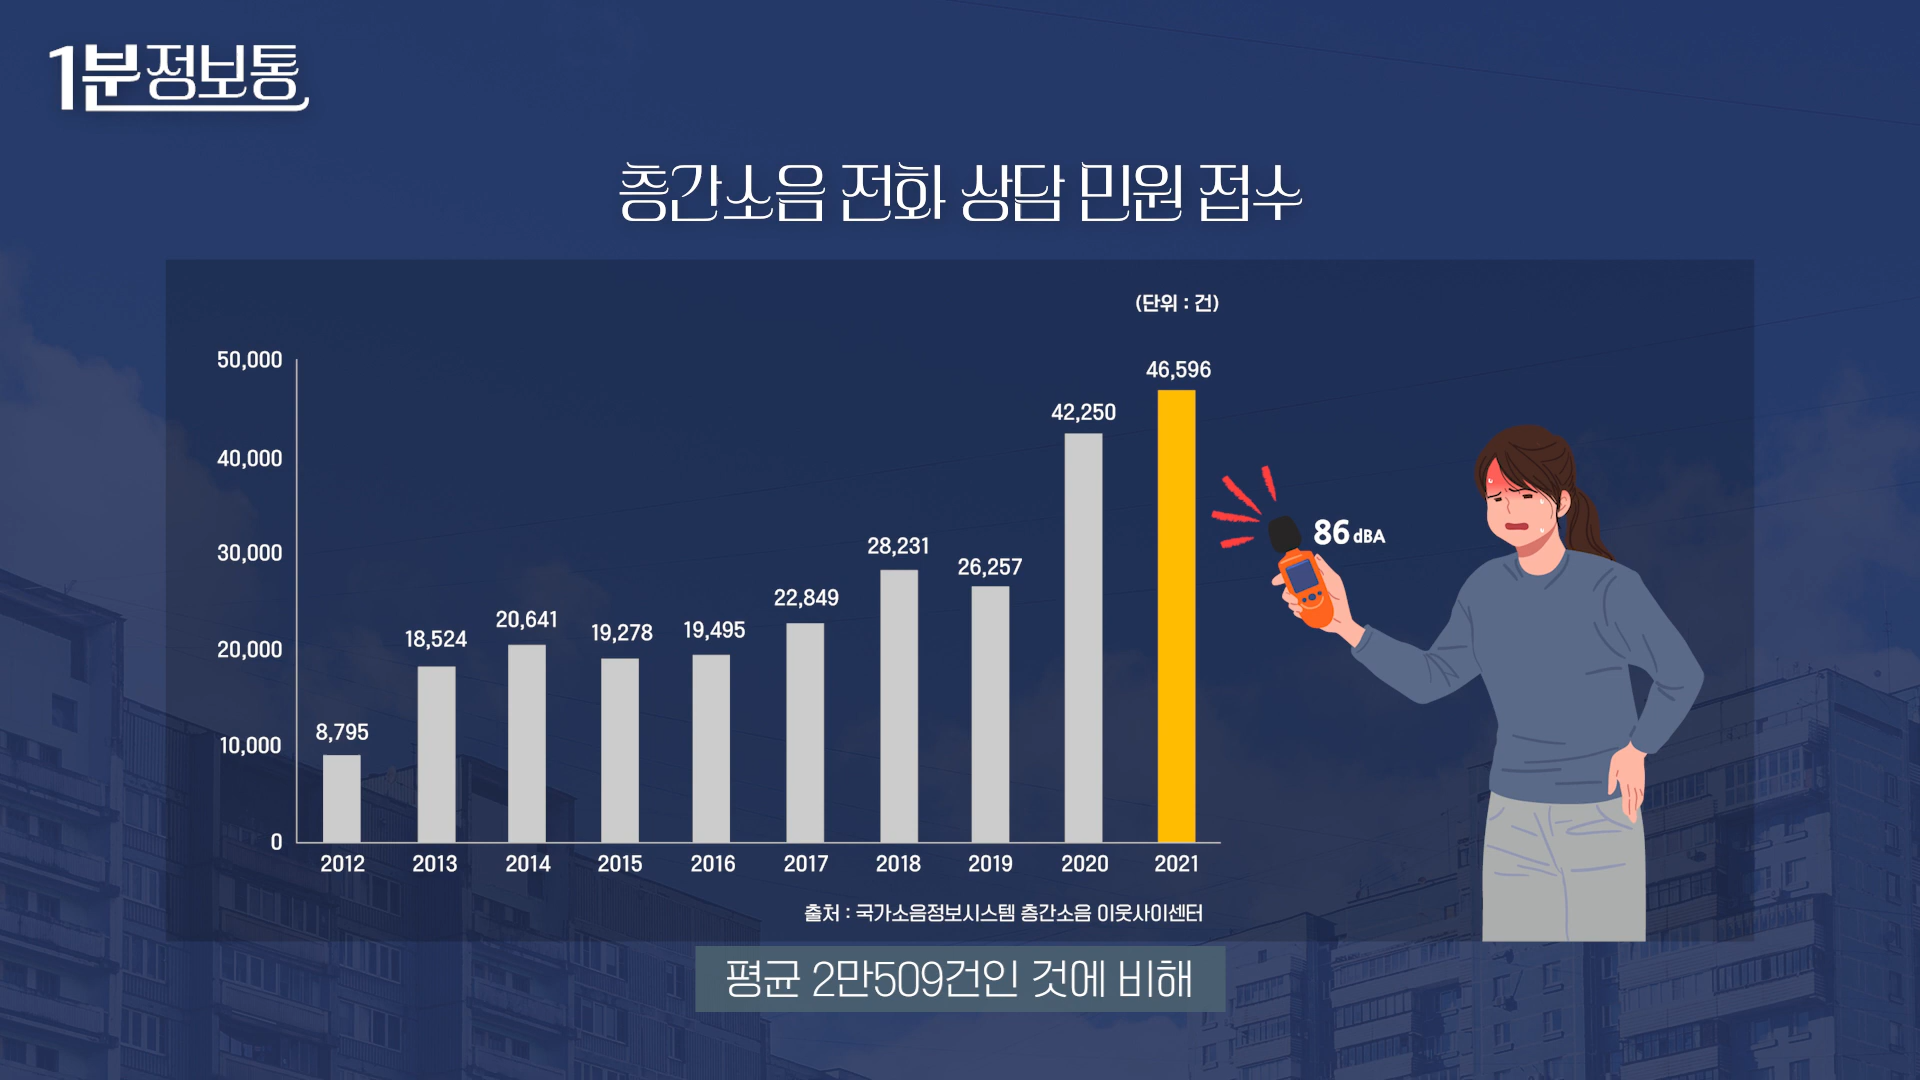 1분정보통
층간소음 전화 상담 민원 접수
(단위 : 건)
50,000
40,000
30,000
20,000
10,000
0
8,795
18,524
20,641
19,278
19,495
22,849
28,231
26,257
42,250
46,596
86 dBA
2012 2013 2014 2015 2016 2017 2018 2019 2020 2021
출처 : 국가소음정보시스템 층간소음 이웃사이센터
평균 2만509건인 것에 비해